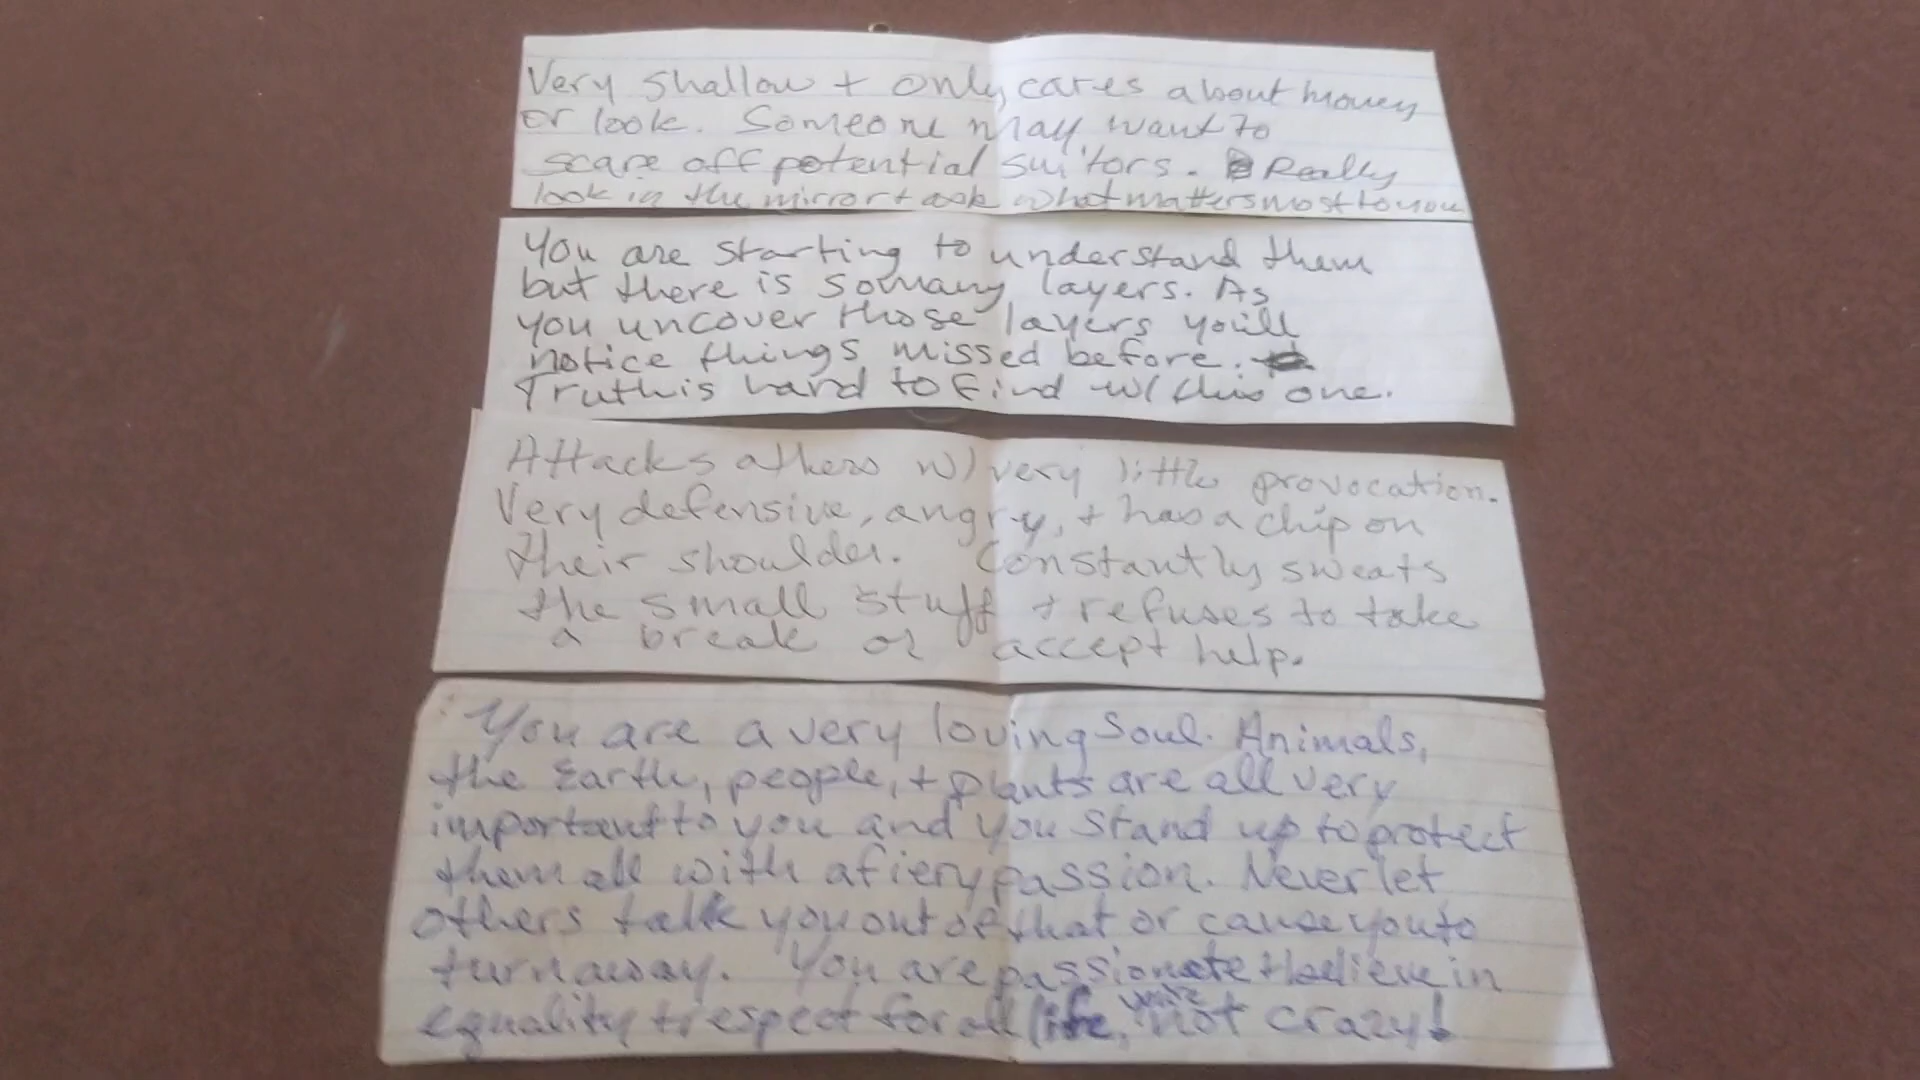 Very shallow + only cares about money
or look. Someone may want to
scare off potential suitors. Really
look in the mirror + ask what matters most to you
You are starting to understand them
but there is so many layers. As
you uncover those layers you'll
notice things missed before.
Truth is hard to find w/ this one.
Attacks others w/ very little provocation.
Very defensive, angry, + has a chip on
their shoulder. Constantly sweats
the small stuff + refuses to take
a break or accept help.
You are a very loving soul. Animals,
the Earth, people, + plants are all very
important to you and you stand up to protect
them all with a fiery passion. Never let
others talk you out of that or cause you to
turn away. You are passionate + believe in
equality + respect for all life, you're not crazy!